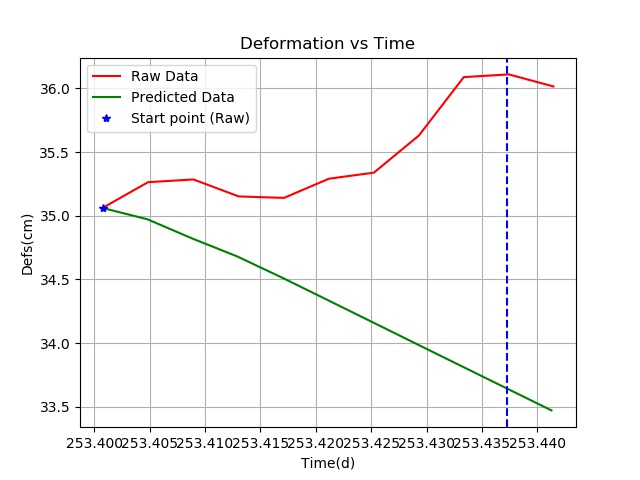 Deformation vs Time
Raw Data
Predicted Data
Start point (Raw)
36.0
35.5
35.0
34.5
34.0
33.5
Defs(cm)
253.400 253.405 253.410 253.415 253.420 253.425 253.430 253.435 253.440
Time(d)